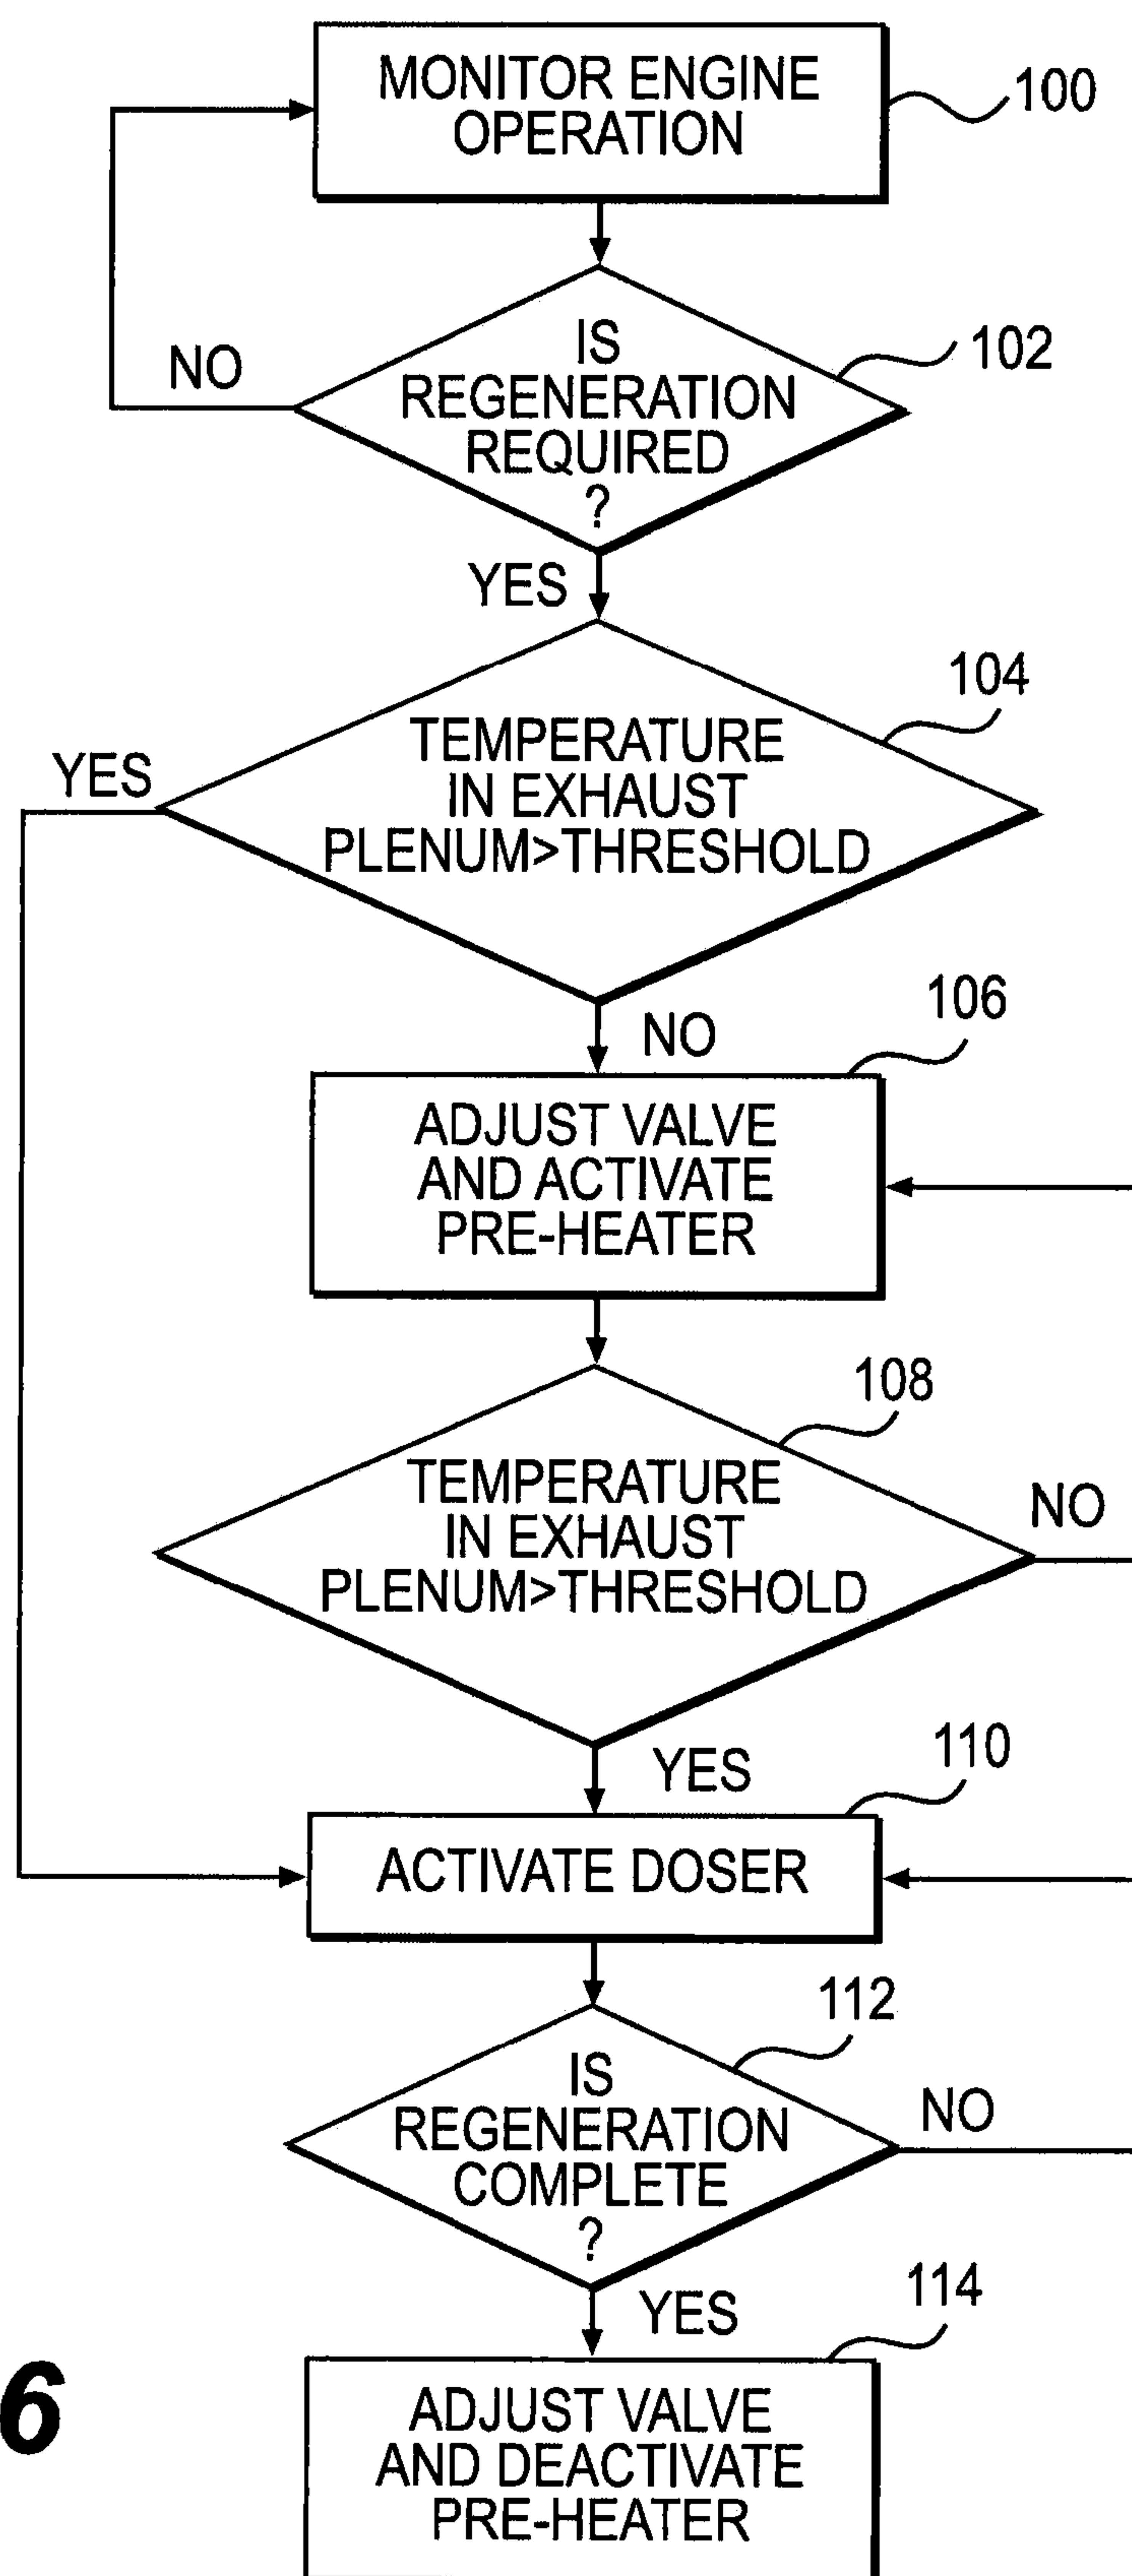 MONITOR ENGINE
OPERATION
100
IS
REGENERATION
REQUIRED
?
102
NO
YES
104
TEMPERATURE
IN EXHAUST
PLENUM>THRESHOLD
YES
NO
106
ADJUST VALVE
AND ACTIVATE
PRE-HEATER
108
TEMPERATURE
IN EXHAUST
PLENUM>THRESHOLD
NO
YES
110
ACTIVATE DOSER
112
IS
REGENERATION
COMPLETE
?
NO
YES
114
ADJUST VALVE
AND DEACTIVATE
PRE-HEATER
6